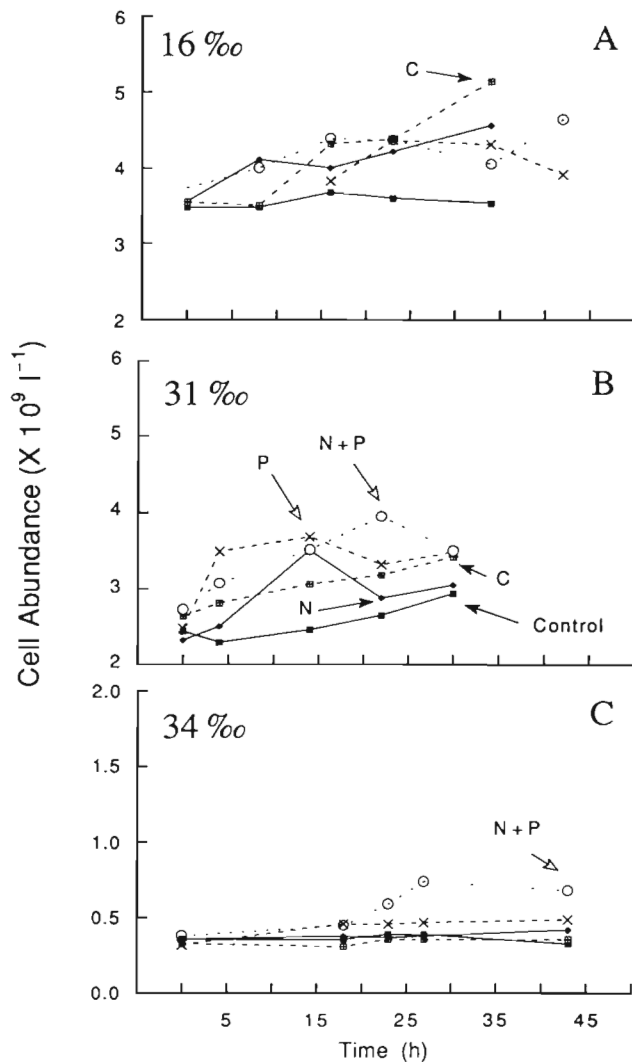 6
5
4
3
2
16 ‰
A
C
Cell Abundance (X 10⁹ l⁻¹)
6
5
4
3
2
31 ‰
B
P
N + P
N
C
Control
2.0
1.5
1.0
0.5
0.0
34 ‰
C
N + P
5 15 25 35 45
Time (h)